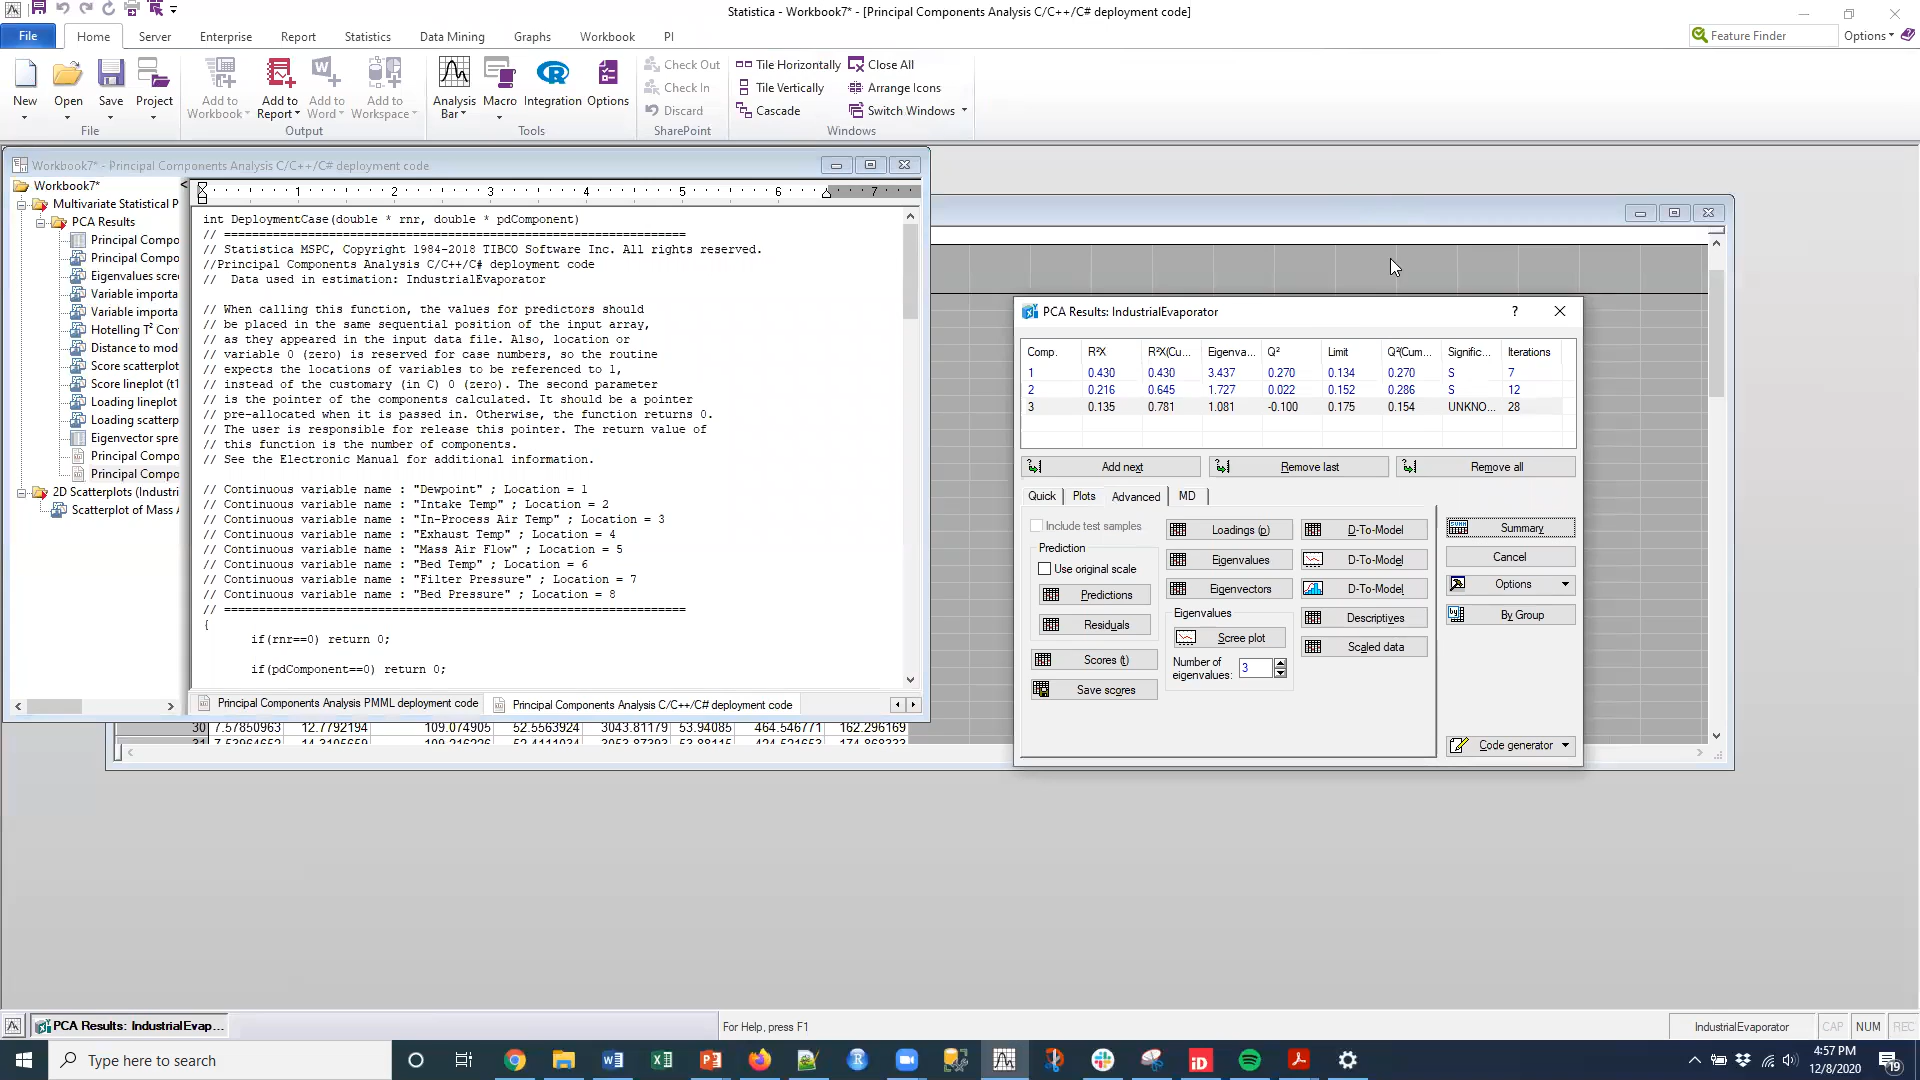 Statistica - Workbook7* - [Principal Components Analysis C/C++/C# deployment code]
File Home Server Enterprise Report Statistics Data Mining Graphs Workbook PI
Feature Finder Options
New Open Save Project
File
Add to Workbook Add to Report Add to Word Add to Workspace
Output
Analysis Bar Macro Integration Options
Tools
Check Out
Check In
Discard
SharePoint
Tile Horizontally Close All
Tile Vertically Arrange Icons
Cascade Switch Windows
Windows
Workbook7* - Principal Components Analysis C/C++/C# deployment code
Workbook7*
Multivariate Statistical P
PCA Results
Principal Compo
Principal Compo
Eigenvalues scree
Variable importa
Variable importa
Hotelling T² Con
Distance to mod
Score scatterplot
Score lineplot (t1
Loading lineplot
Loading scatterp
Eigenvector spre
Principal Compo
Principal Compo
2D Scatterplots (Industri
Scatterplot of Mass A
1 2 3 4 5 6 7
int DeploymentCase(double * rnr, double * pdComponent)
// =============================================================
// Statistica MSPC, Copyright 1984-2018 TIBCO Software Inc. All rights reserved.
//Principal Components Analysis C/C++/C# deployment code
// Data used in estimation: IndustrialEvaporator
// When calling this function, the values for predictors should
// be placed in the same sequential position of the input array,
// as they appeared in the input data file. Also, location or
// variable 0 (zero) is reserved for case numbers, so the routine
// expects the locations of variables to be referenced to 1,
// instead of the customary (in C) 0 (zero). The second parameter
// is the pointer of the components calculated. It should be a pointer
// pre-allocated when it is passed in. Otherwise, the function returns 0.
// The user is responsible for release this pointer. The return value of
// this function is the number of components.
// See the Electronic Manual for additional information.
// Continuous variable name : "Dewpoint" ; Location = 1
// Continuous variable name : "Intake Temp" ; Location = 2
// Continuous variable name : "In-Process Air Temp" ; Location = 3
// Continuous variable name : "Exhaust Temp" ; Location = 4
// Continuous variable name : "Mass Air Flow" ; Location = 5
// Continuous variable name : "Bed Temp" ; Location = 6
// Continuous variable name : "Filter Pressure" ; Location = 7
// Continuous variable name : "Bed Pressure" ; Location = 8
// =============================================================
{
if(rnr==0) return 0;
if(pdComponent==0) return 0;
Principal Components Analysis PMML deployment code Principal Components Analysis C/C++/C# deployment code
30 7.57850963 12.7792194 109.074905 52.5563924 3043.81179 53.94085 464.546771 162.296169
PCA Results: IndustrialEvaporator ?
Comp. R²X R²X(Cu... Eigenva... Q² Limit Q²(Cum... Signific... Iterations
1 0.430 0.430 3.437 0.270 0.134 0.270 S 7
2 0.216 0.645 1.727 0.022 0.152 0.286 S 12
3 0.135 0.781 1.081 -0.100 0.175 0.154 UNKNO... 28
Add next Remove last Remove all
Quick Plots Advanced MD
Include test samples
Prediction
Use original scale
Predictions
Residuals
Scores (t)
Save scores
Loadings (p)
Eigenvalues
Eigenvectors
Eigenvalues
Scree plot
Number of eigenvalues: 3
D-To-Model
D-To-Model
D-To-Model
Descriptives
Scaled data
Summary
Cancel
Options
By Group
Code generator
PCA Results: IndustrialEvap...
For Help, press F1
IndustrialEvaporator CAP NUM REC
Type here to search
4:57 PM
12/8/2020
19